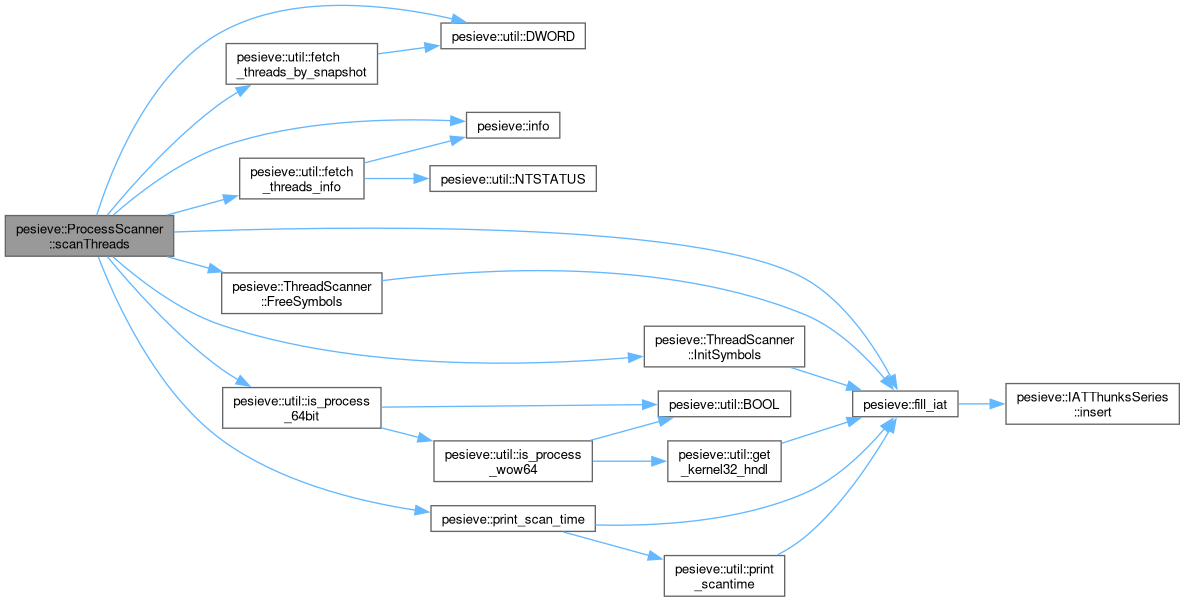 pesieve::util::DWORD
pesieve::util::fetch
_threads_by_snapshot
pesieve::info
pesieve::util::fetch
_threads_info
pesieve::util::NTSTATUS
pesieve::ProcessScanner
::scanThreads
pesieve::ThreadScanner
::FreeSymbols
pesieve::ThreadScanner
::InitSymbols
pesieve::util::is_process
_64bit
pesieve::util::BOOL
pesieve::fill_iat
pesieve::IATThunksSeries
::insert
pesieve::util::is_process
_wow64
pesieve::util::get
_kernel32_hndl
pesieve::print_scan_time
pesieve::util::print
_scantime